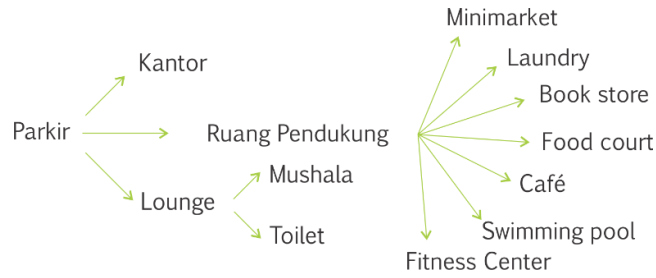 Minimarket
Kantor
Laundry
Book store
Parkir
Ruang Pendukung
Food court
Mushala
Café
Lounge
Toilet
Swimming pool
Fitness Center